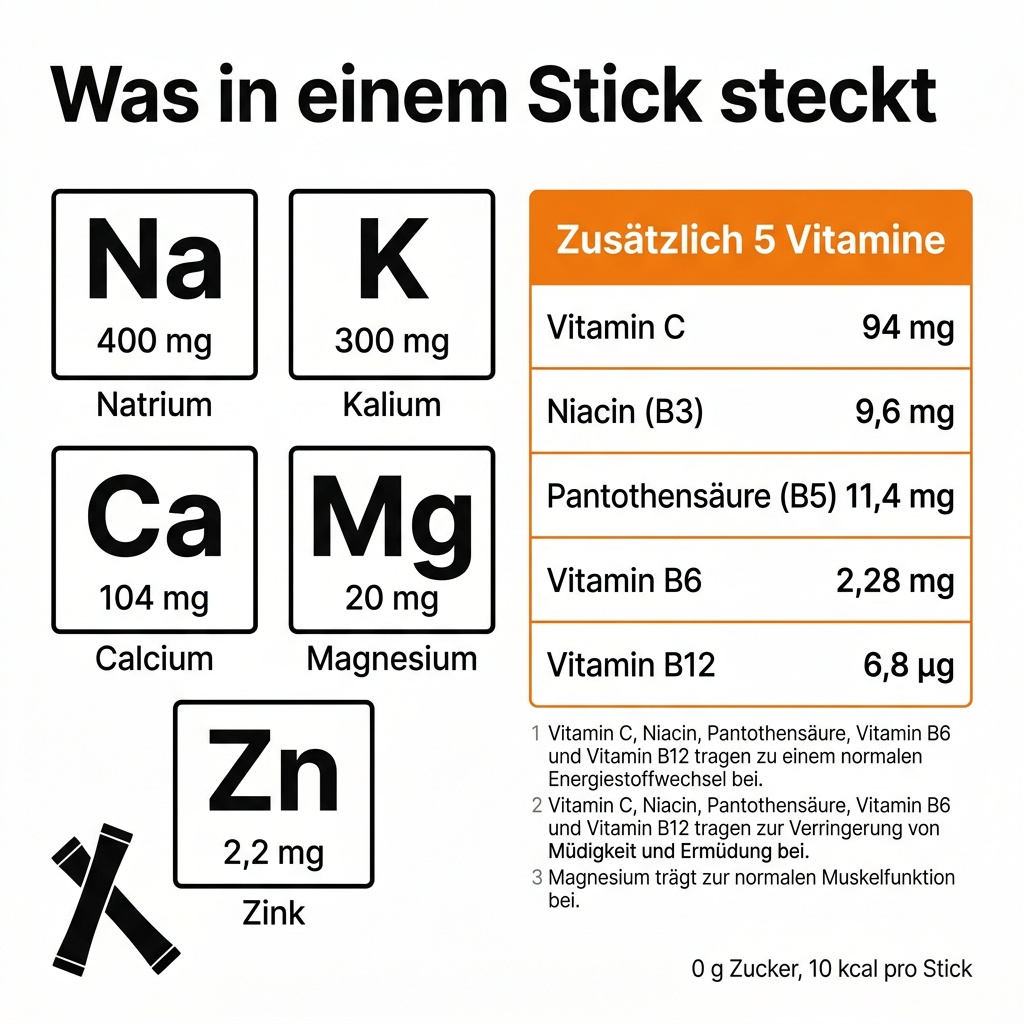 Was in einem Stick steckt
Na
400 mg
Natrium
K
300 mg
Kalium
Ca
104 mg
Calcium
Mg
20 mg
Magnesium
Zn
2,2 mg
Zink
Zusätzlich 5 Vitamine
Vitamin C 94 mg
Niacin (B3) 9,6 mg
Pantothensäure (B5) 11,4 mg
Vitamin B6 2,28 mg
Vitamin B12 6,8 µg
1 Vitamin C, Niacin, Pantothensäure, Vitamin B6
und Vitamin B12 tragen zu einem normalen
Energiestoffwechsel bei.
2 Vitamin C, Niacin, Pantothensäure, Vitamin B6
und Vitamin B12 tragen zur Verringerung von
Müdigkeit und Ermüdung bei.
3 Magnesium trägt zur normalen Muskelfunktion
bei.
0 g Zucker, 10 kcal pro Stick